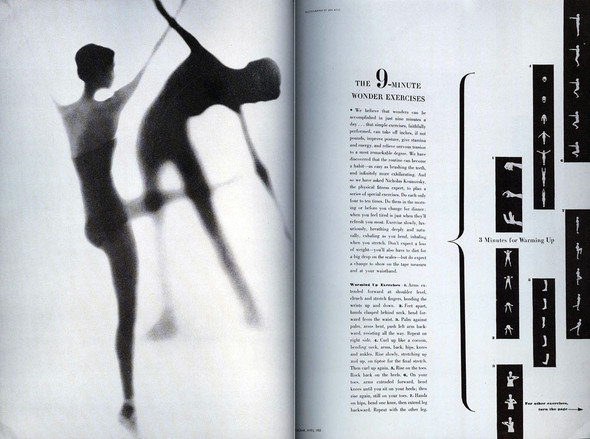 THE 9-MINUTE
WONDER EXERCISES
• We believe that wonders can be
accomplished in just nine minutes a
day . . . that simple exercises, faithfully
performed, can take off inches, if not
pounds; improve posture, give stamina
and energy, and relieve nervous tension
to a most remarkable degree. We have
discovered that the routine can become
a habit—as easy as brushing the teeth,
and infinitely more exhilarating. And
so we have asked Nicholas Kounovsky,
the physical fitness expert, to plan a
series of special exercises. Do each only
four to ten times. Do them in the morn-
ing or before you change for dinner,
when you feel tired is just when they'll
refresh you most. Exercise slowly, lux-
uriously, breathing deeply and natu-
rally, exhaling as you bend, inhaling
when you stretch. Don't expect a loss
of weight—you'll also have to diet for
a big drop on the scales—but do expect
a change to show on the tape measure
and at your waistband.
Warming Up Exercises • 1. Arms ex-
tended forward at shoulder level,
clench and stretch fingers, bending the
wrists up and down. 2. Feet apart,
hands clasped behind neck, bend for-
ward from the waist. 3. Palm against
palm, arms bent, push left arm back-
ward, resisting all the way. Repeat on
right side. 4. Curl up like a cocoon,
bending neck, arms, back, hips, knees
and ankles. Rise slowly, stretching up
and up, on tiptoe for the final stretch.
Then curl up again. 5. Rise on the toes.
Rock back on the heels. 6. On your
toes, arms extended forward, bend
knees until you sit on your heels; then
rise again, still on your toes. 7. Hands
on hips, bend one knee, then extend leg
backward. Repeat with the other leg.
3 Minutes for Warming Up
For other exercises,
turn the page